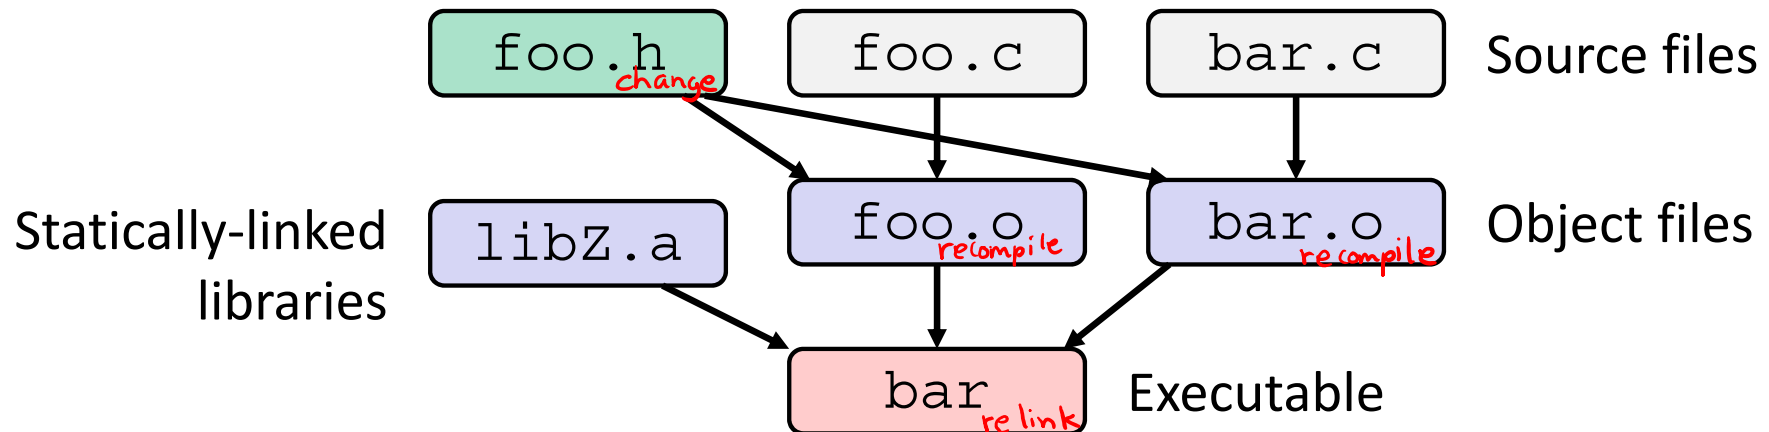 foo.h foo.c bar.c Source files
change
Statically-linked
libraries
libZ.a foo.o bar.o Object files
recompile recompile
bar Executable
relink